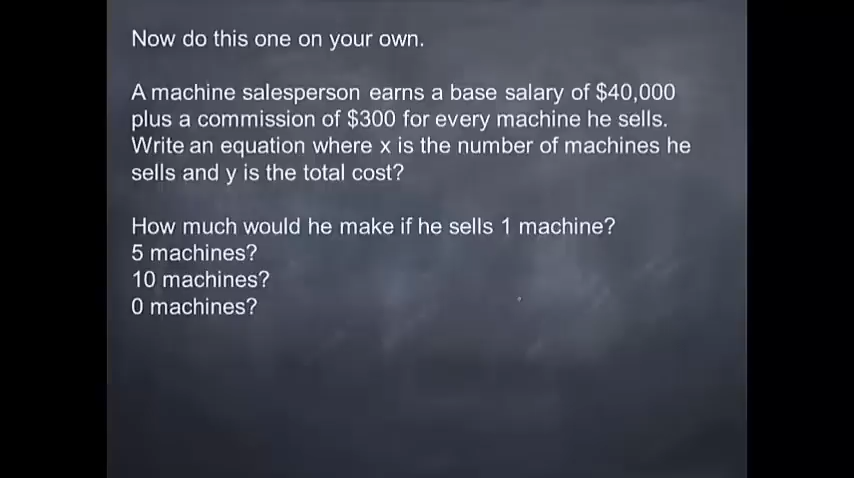 Now do this one on your own.
A machine salesperson earns a base salary of $40,000
plus a commission of $300 for every machine he sells.
Write an equation where x is the number of machines he
sells and y is the total cost?
How much would he make if he sells 1 machine?
5 machines?
10 machines?
0 machines?